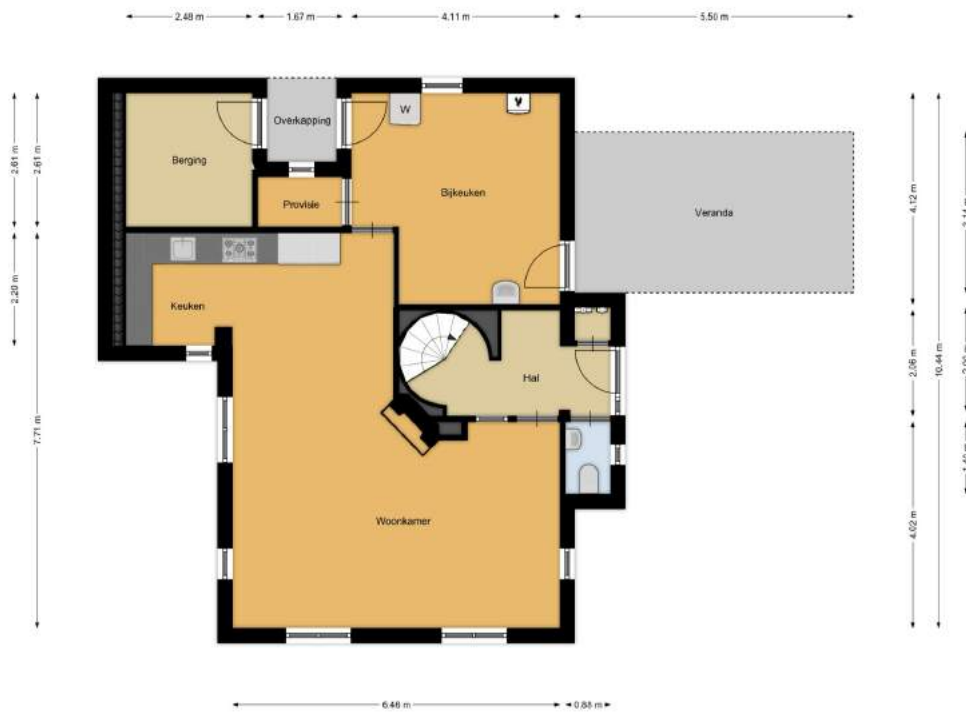 2.48 m
1.67 m
4.11 m
5.50 m
2.61 m
2.61 m
2.20 m
7.71 m
Berging
Overkapping
W
Provisie
Bijkeuken
Veranda
Keuken
Hal
Woonkamer
4.12 m
2.06 m
10.44 m
4.02 m
6.46 m
0.88 m